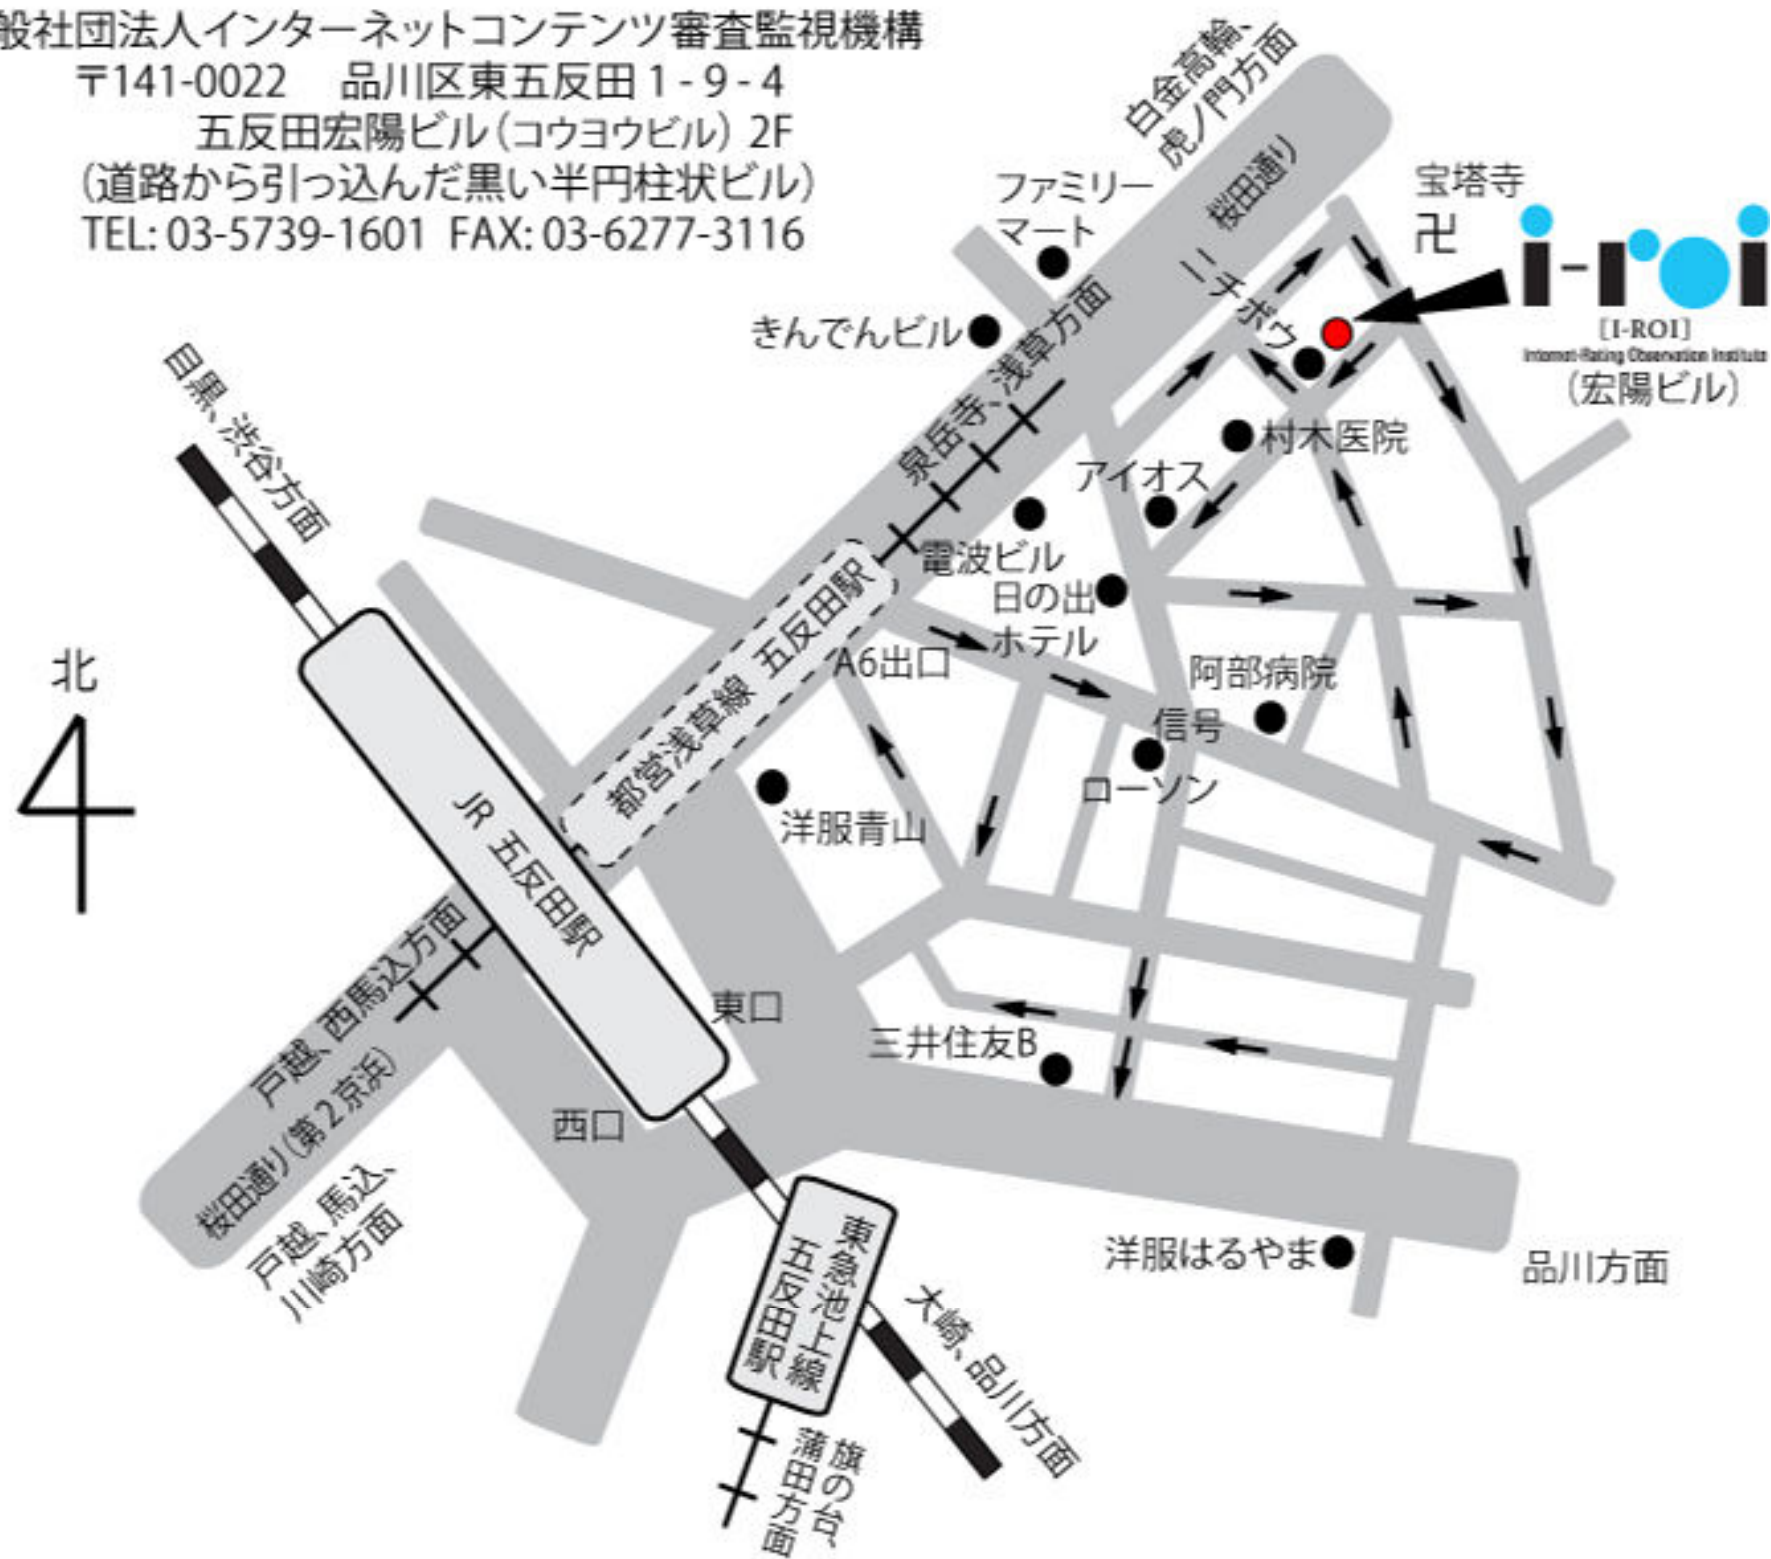 般社団法人インターネットコンテンツ審査監視機構
〒141-0022 品川区東五反田 1 - 9 - 4
五反田宏陽ビル(コウヨウビル) 2F
(道路から引っ込んだ黒い半円柱状ビル)
TEL: 03-5739-1601 FAX: 03-6277-3116
白金高輪、
虎ノ門方面
桜田通り
宝塔寺
卍
ファミリー
マート
i-roi
[I-ROI]
Internet-Rating Observation Institute
(宏陽ビル)
ニチボウ
きんでんビル
泉岳寺、浅草方面
目黒、渋谷方面
村木医院
アイオス
電波ビル
日の出
ホテル
都営浅草線 五反田駅
A6出口
北
阿部病院
信号
ローソン
洋服青山
JR 五反田駅
戸越、西馬込方面
東口
三井住友B
桜田通り(第2京浜)
西口
戸越、馬込、
川崎方面
東急池上線
五反田駅
洋服はるやま
品川方面
大崎、品川方面
旗の台、
蒲田方面